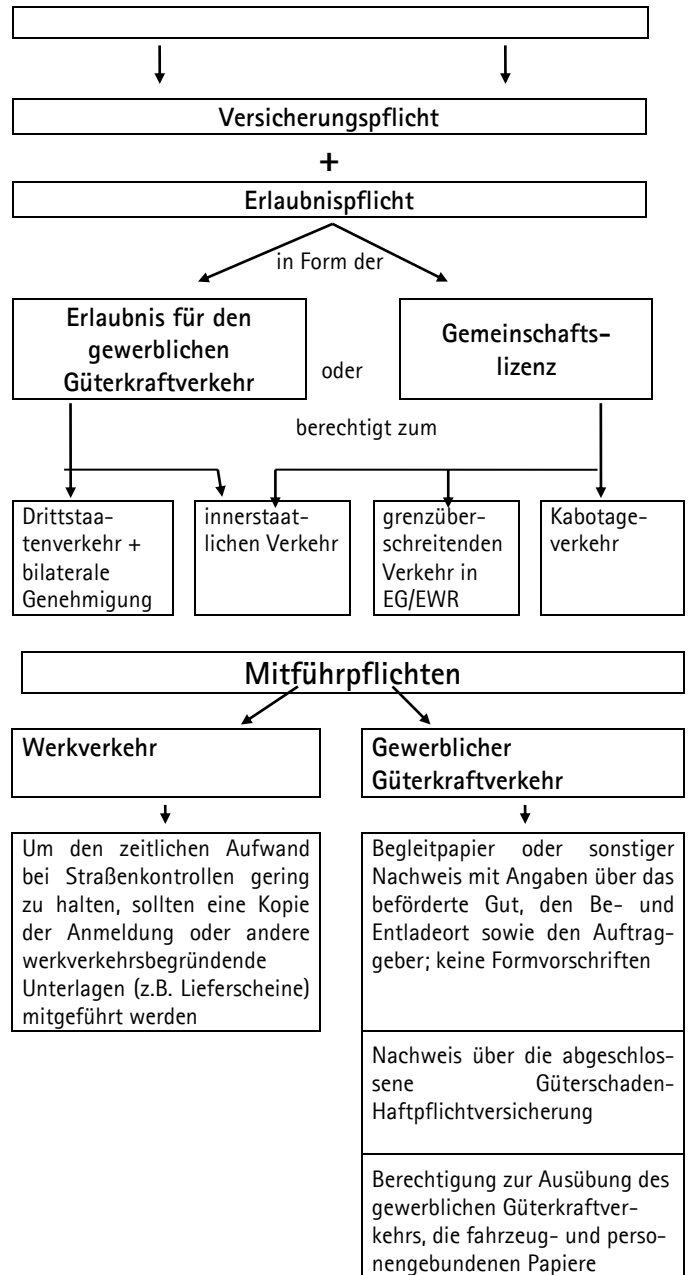 Versicherungspflicht
+
Erlaubnispflicht
in Form der
Erlaubnis für den
gewerblichen
Güterkraftverkehr
oder
Gemeinschafts-
lizenz
berechtigt zum
Drittstaa-
tenverkehr +
bilaterale
Genehmigung
innerstaat-
lichen Verkehr
grenzüber-
schreitenden
Verkehr in
EG/EWR
Kabotage-
verkehr
Mitführpflichten
Werkverkehr
Um den zeitlichen Aufwand
bei Straßenkontrollen gering
zu halten, sollten eine Kopie
der Anmeldung oder andere
werkverkehrsbegründende
Unterlagen (z.B. Lieferscheine)
mitgeführt werden
Gewerblicher
Güterkraftverkehr
Begleitpapier oder sonstiger
Nachweis mit Angaben über das
beförderte Gut, den Be- und
Entladeort sowie den Auftrag-
geber; keine Formvorschriften
Nachweis über die abgeschlos-
sene Güterschaden-
Haftpflichtversicherung
Berechtigung zur Ausübung des
gewerblichen Güterkraftver-
kehrs, die fahrzeug- und perso-
nengebundenen Papiere